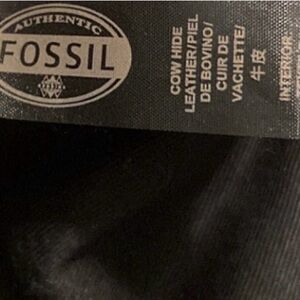 AUTHENTIC
FOSSIL
COW HIDE
LEATHER/PIEL
DE BOVINO/
CUIR DE
VACHETTE/
牛皮
INTERIOR